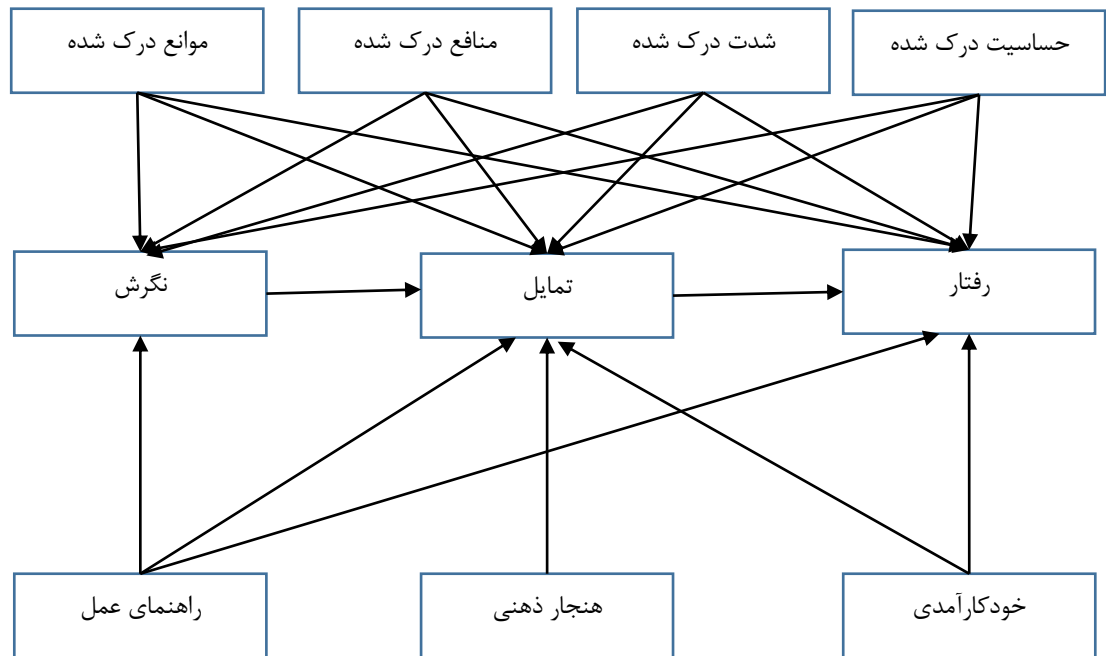 حساسیت درک شده
شدت درک شده
منافع درک شده
موانع درک شده
رفتار
تمایل
نگرش
خودکارآمدی
هنجار ذهنی
راهنمای عمل